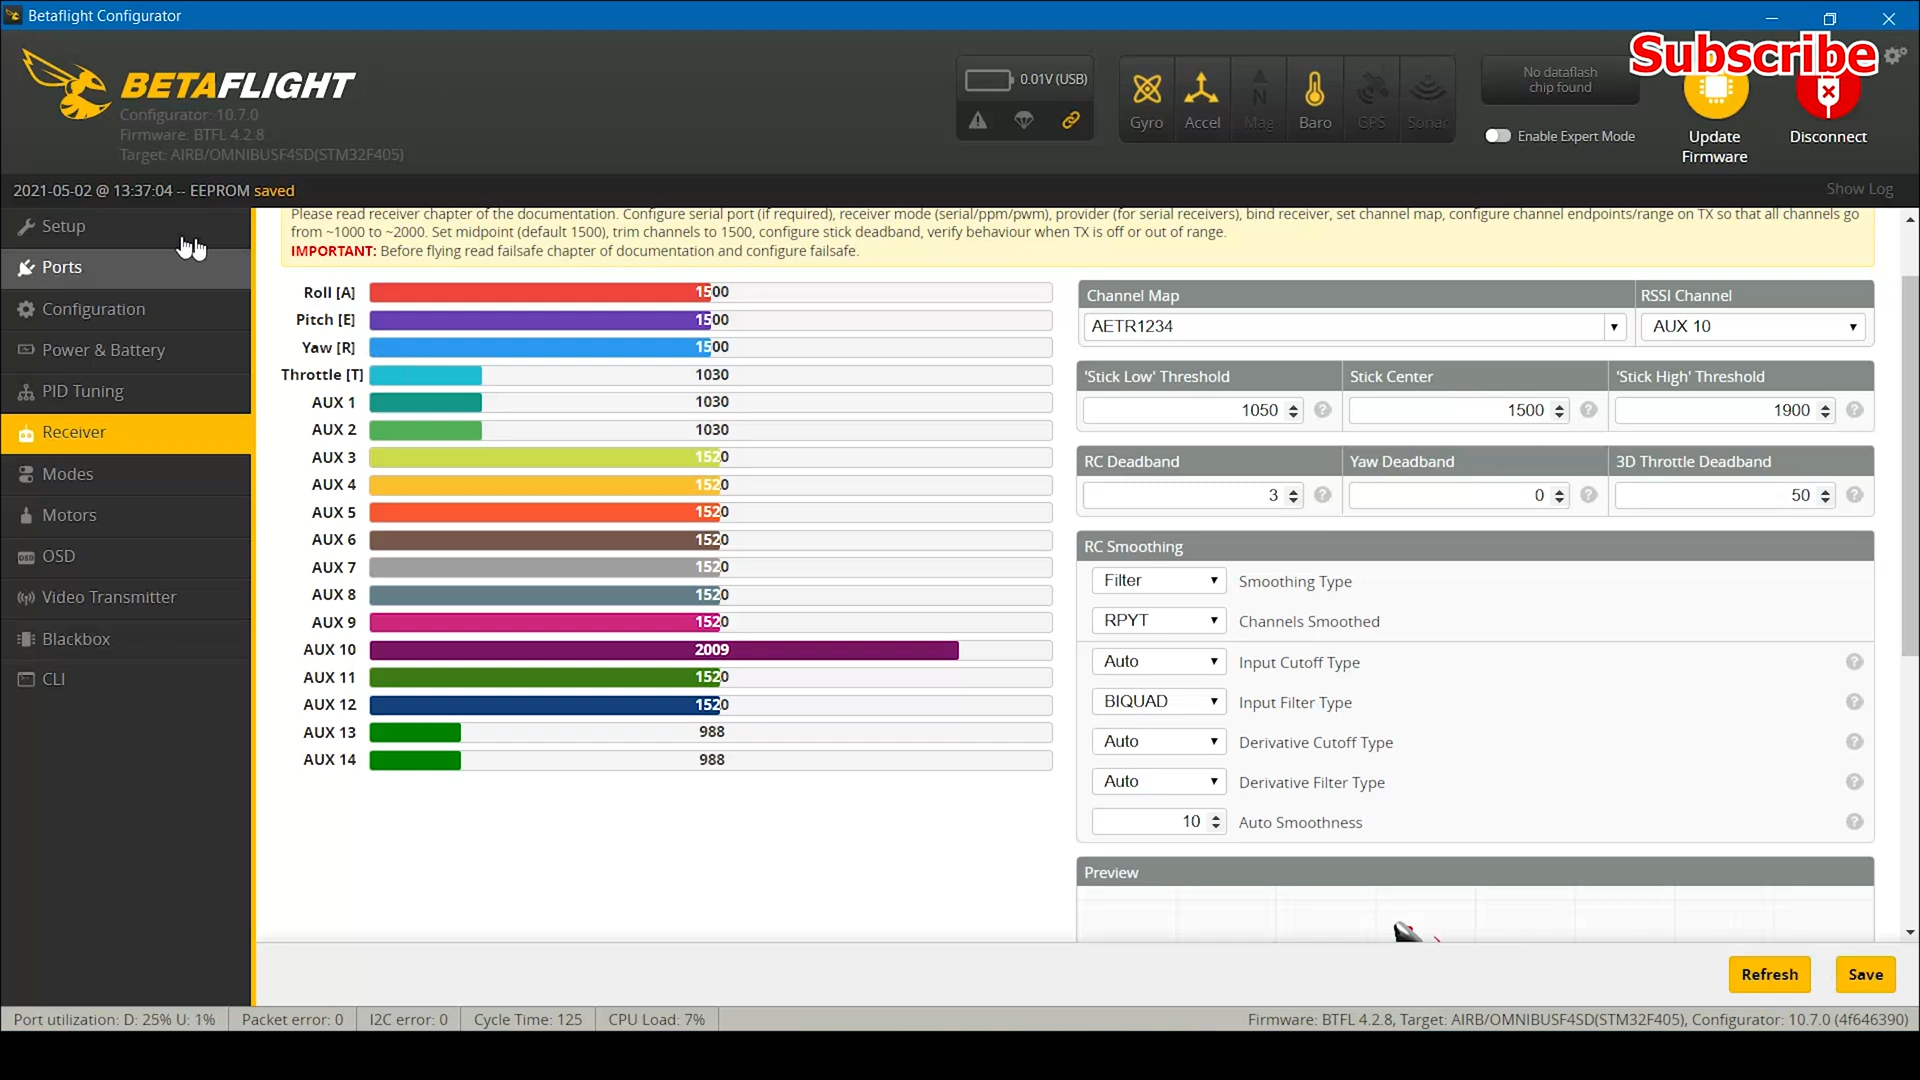 Betaflight Configurator
Subscribe
BETAFLIGHT
Configurator: 10.7.0
Firmware: BTFL 4.2.8
Target: AIRB/OMNIBUSF4SD(STM32F405)
0.01V (USB)
Gyro
Accel
Mag
Baro
GPS
Sonar
No dataflash
chip found
Enable Expert Mode
Update
Firmware
Disconnect
2021-05-02 @ 13:37:04 -- EEPROM saved
Show Log
Setup
Ports
Configuration
Power & Battery
PID Tuning
Receiver
Modes
Motors
OSD
Video Transmitter
Blackbox
CLI
Please read receiver chapter of the documentation. Configure serial port (if required), receiver mode (serial/ppm/pwm), provider (for serial receivers), bind receiver, set channel map, configure channel endpoints/range on TX so that all channels go
from ~1000 to ~2000. Set midpoint (default 1500), trim channels to 1500, configure stick deadband, verify behaviour when TX is off or out of range.
IMPORTANT: Before flying read failsafe chapter of documentation and configure failsafe.
Roll [A] 1500
Pitch [E] 1500
Yaw [R] 1500
Throttle [T] 1030
AUX 1 1030
AUX 2 1030
AUX 3 1520
AUX 4 1520
AUX 5 1520
AUX 6 1520
AUX 7 1520
AUX 8 1520
AUX 9 1520
AUX 10 2009
AUX 11 1520
AUX 12 1520
AUX 13 988
AUX 14 988
Channel Map RSSI Channel
AETR1234 AUX 10
'Stick Low' Threshold Stick Center 'Stick High' Threshold
1050 1500 1900
RC Deadband Yaw Deadband 3D Throttle Deadband
3 0 50
RC Smoothing
Filter Smoothing Type
RPYT Channels Smoothed
Auto Input Cutoff Type
BIQUAD Input Filter Type
Auto Derivative Cutoff Type
Auto Derivative Filter Type
10 Auto Smoothness
Preview
Refresh Save
Port utilization: D: 25% U: 1% Packet error: 0 I2C error: 0 Cycle Time: 125 CPU Load: 7% Firmware: BTFL 4.2.8, Target: AIRB/OMNIBUSF4SD(STM32F405), Configurator: 10.7.0 (4f646390)